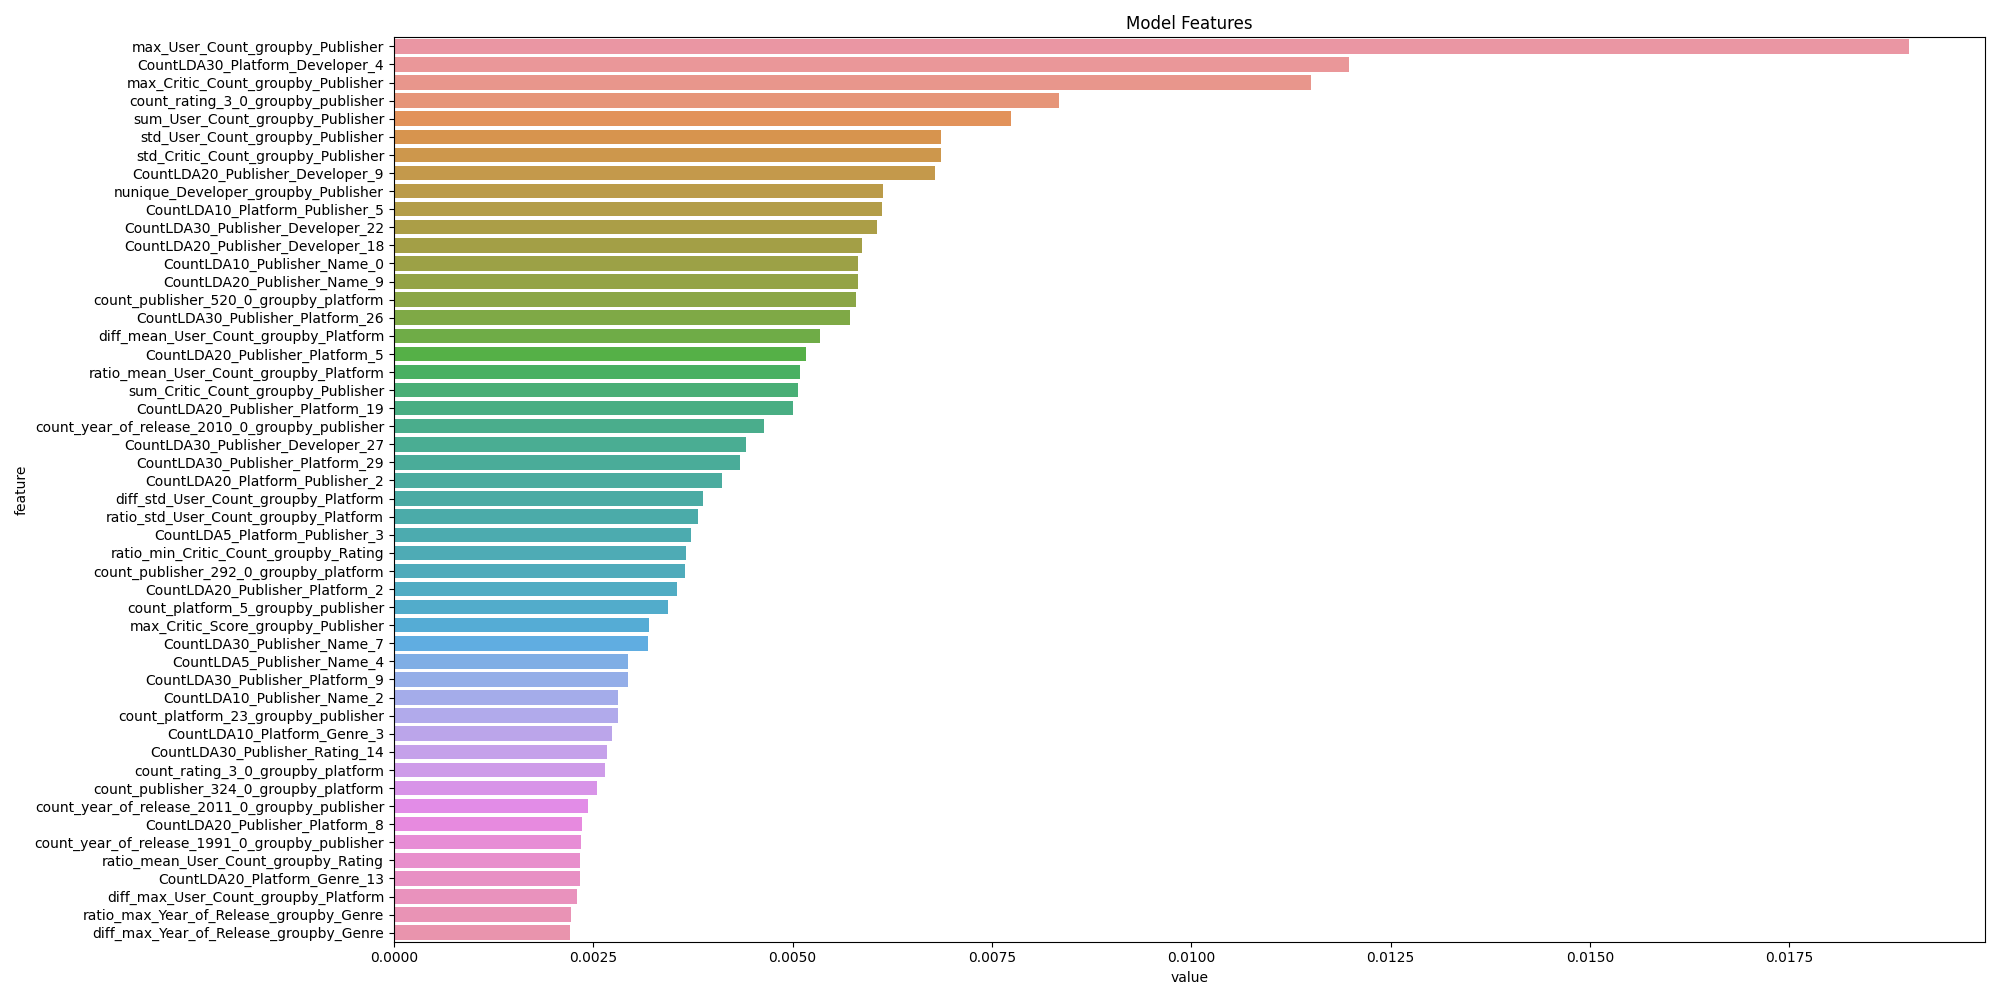 Model Features
feature
max_User_Count_groupby_Publisher
CountLDA30_Platform_Developer_4
max_Critic_Count_groupby_Publisher
count_rating_3_0_groupby_publisher
sum_User_Count_groupby_Publisher
std_User_Count_groupby_Publisher
std_Critic_Count_groupby_Publisher
CountLDA20_Publisher_Developer_9
nunique_Developer_groupby_Publisher
CountLDA10_Platform_Publisher_5
CountLDA30_Publisher_Developer_22
CountLDA20_Publisher_Developer_18
CountLDA10_Publisher_Name_0
CountLDA20_Publisher_Name_9
count_publisher_520_0_groupby_platform
CountLDA30_Publisher_Platform_26
diff_mean_User_Count_groupby_Platform
CountLDA20_Publisher_Platform_5
ratio_mean_User_Count_groupby_Platform
sum_Critic_Count_groupby_Publisher
CountLDA20_Publisher_Platform_19
count_year_of_release_2010_0_groupby_publisher
CountLDA30_Publisher_Developer_27
CountLDA30_Publisher_Platform_29
CountLDA20_Platform_Publisher_2
diff_std_User_Count_groupby_Platform
ratio_std_User_Count_groupby_Platform
CountLDA5_Platform_Publisher_3
ratio_min_Critic_Count_groupby_Rating
count_publisher_292_0_groupby_platform
CountLDA20_Publisher_Platform_2
count_platform_5_groupby_publisher
max_Critic_Score_groupby_Publisher
CountLDA30_Publisher_Name_7
CountLDA5_Publisher_Name_4
CountLDA30_Publisher_Platform_9
CountLDA10_Publisher_Name_2
count_platform_23_groupby_publisher
CountLDA10_Platform_Genre_3
CountLDA30_Publisher_Rating_14
count_rating_3_0_groupby_platform
count_publisher_324_0_groupby_platform
count_year_of_release_2011_0_groupby_publisher
CountLDA20_Publisher_Platform_8
count_year_of_release_1991_0_groupby_publisher
ratio_mean_User_Count_groupby_Rating
CountLDA20_Platform_Genre_13
diff_max_User_Count_groupby_Platform
ratio_max_Year_of_Release_groupby_Genre
diff_max_Year_of_Release_groupby_Genre
0.0000 0.0025 0.0050 0.0075 0.0100 0.0125 0.0150 0.0175
value